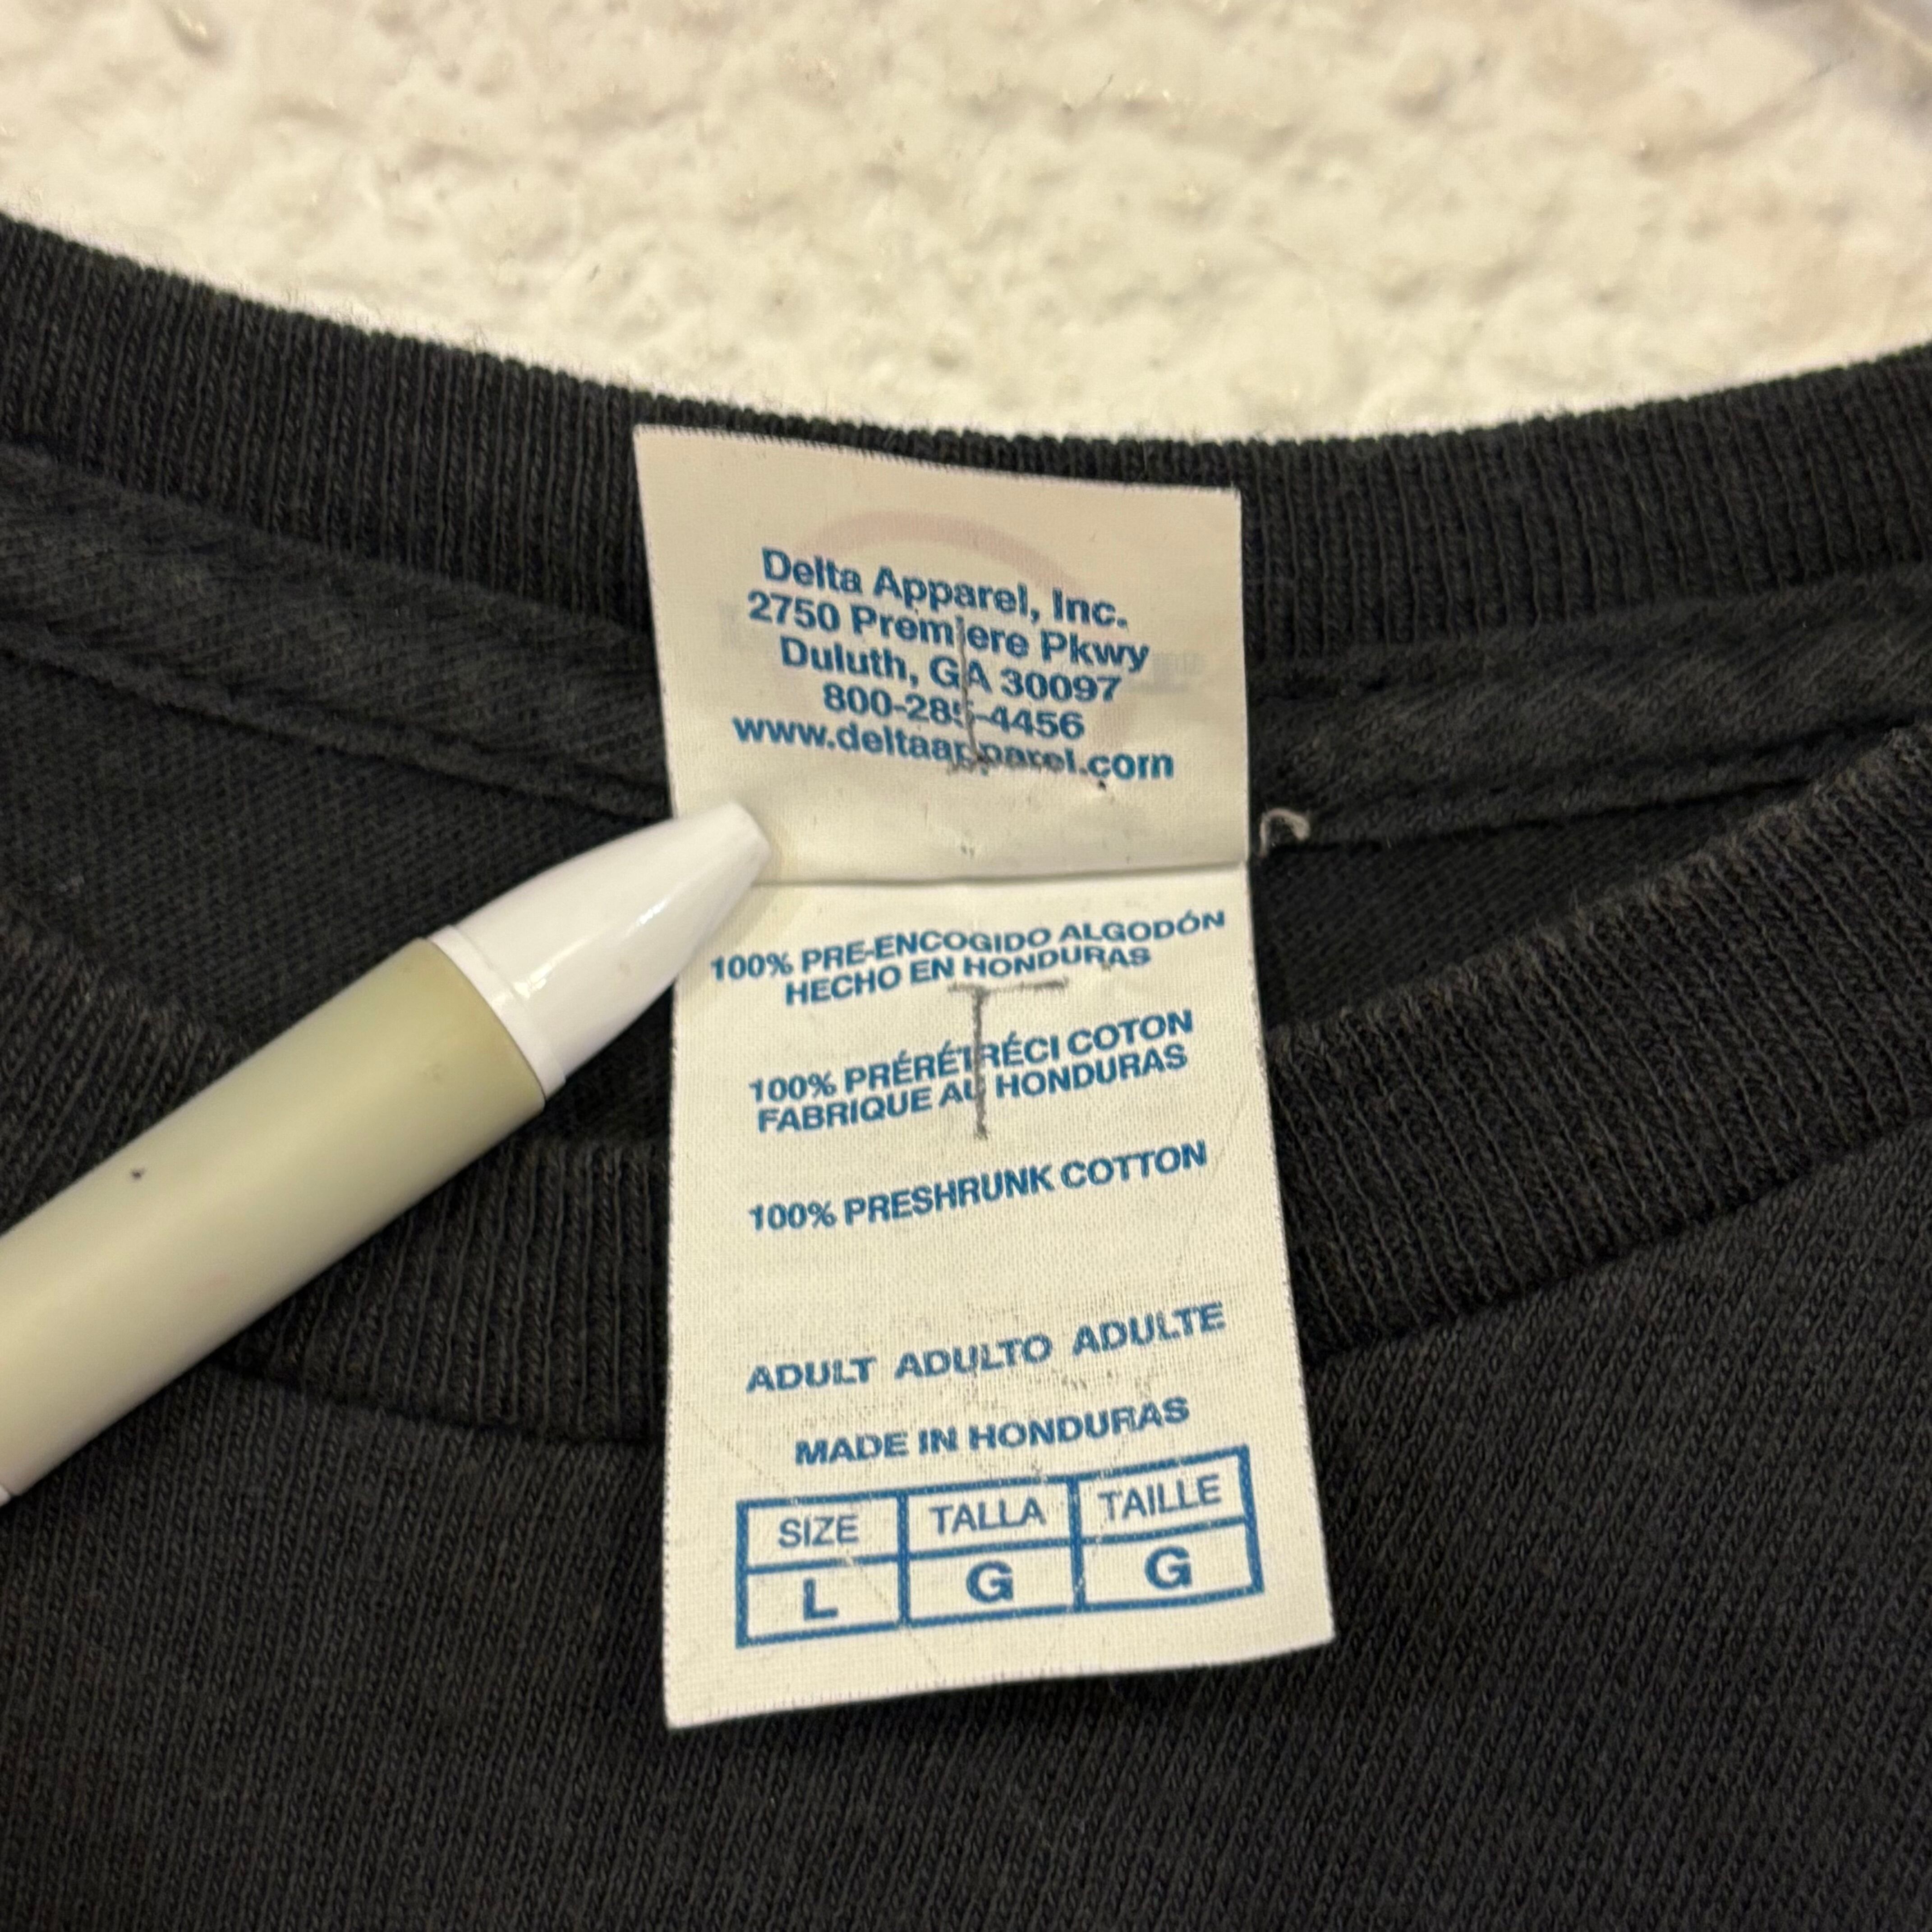 Delta Apparel, Inc.
2750 Premiere Pkwy
Duluth, GA 30097
800-285-4456
www.deltaapparel.com
100% PRE-ENCOGIDO ALGODÓN
HECHO EN HONDURAS
100% PRÉRÉTRÉCI COTON
FABRIQUE AU HONDURAS
100% PRESHRUNK COTTON
ADULT ADULTO ADULTE
MADE IN HONDURAS
SIZE TALLA TAILLE
L G G